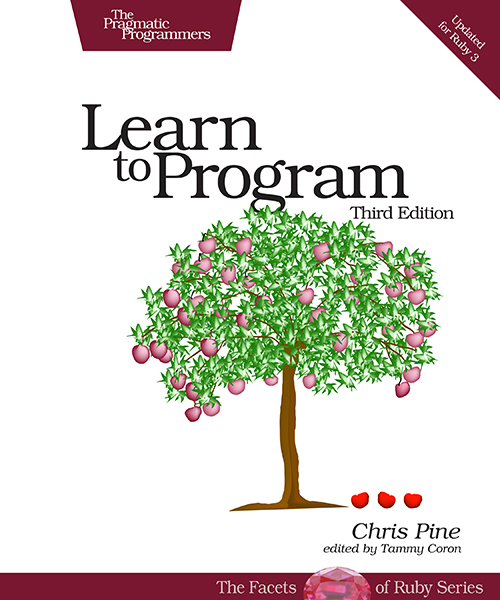 The
Pragmatic
Programmers
Updated
for Ruby 3
Learn
to Program
Third Edition
Chris Pine
edited by Tammy Coron
The Facets of Ruby Series